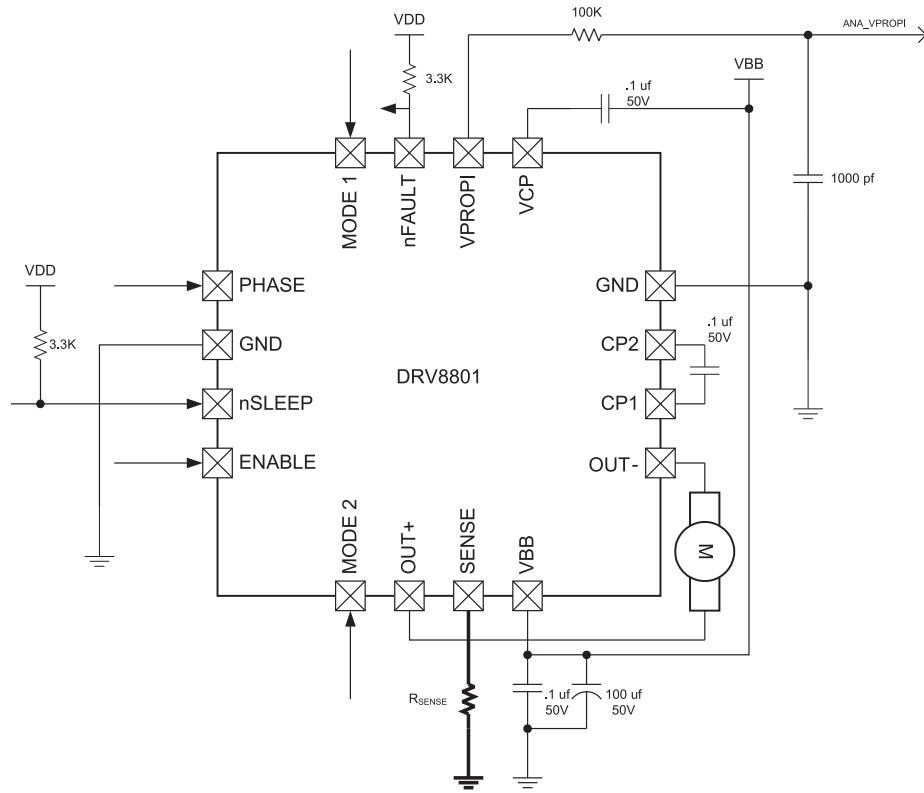 100K
ANA_VPROPI
VDD
3.3K
VBB
.1 uf
50V
1000 pf
MODE 1
nFAULT
VPROPI
VCP
VDD
3.3K
PHASE
GND
nSLEEP
ENABLE
DRV8801
GND
CP2
CP1
OUT-
.1 uf
50V
M
MODE 2
OUT+
SENSE
VBB
RSENSE
.1 uf
50V
100 uf
50V